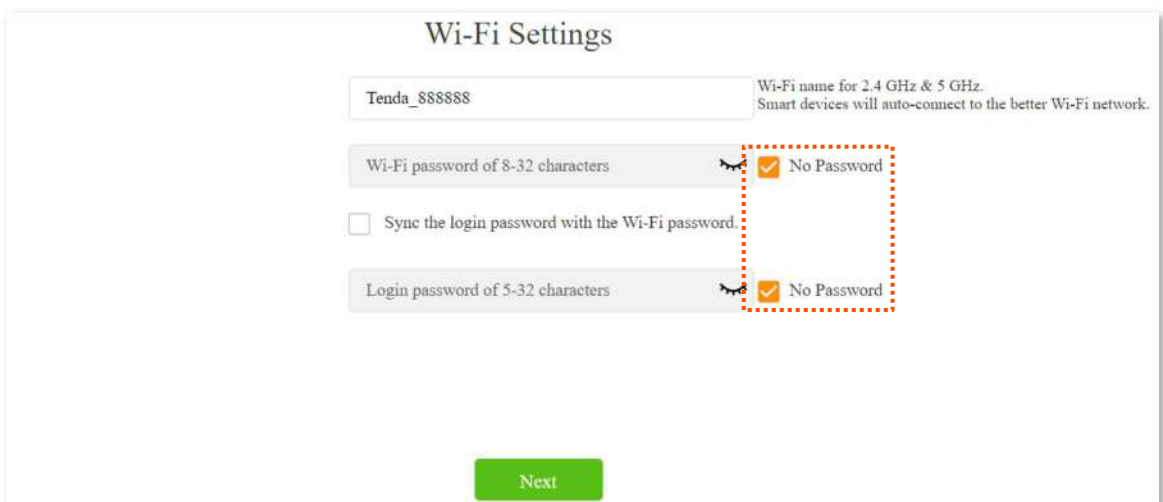 Wi-Fi Settings
Tenda_888888
Wi-Fi name for 2.4 GHz & 5 GHz.
Smart devices will auto-connect to the better Wi-Fi network.
Wi-Fi password of 8-32 characters
No Password
Sync the login password with the Wi-Fi password.
Login password of 5-32 characters
No Password
Next